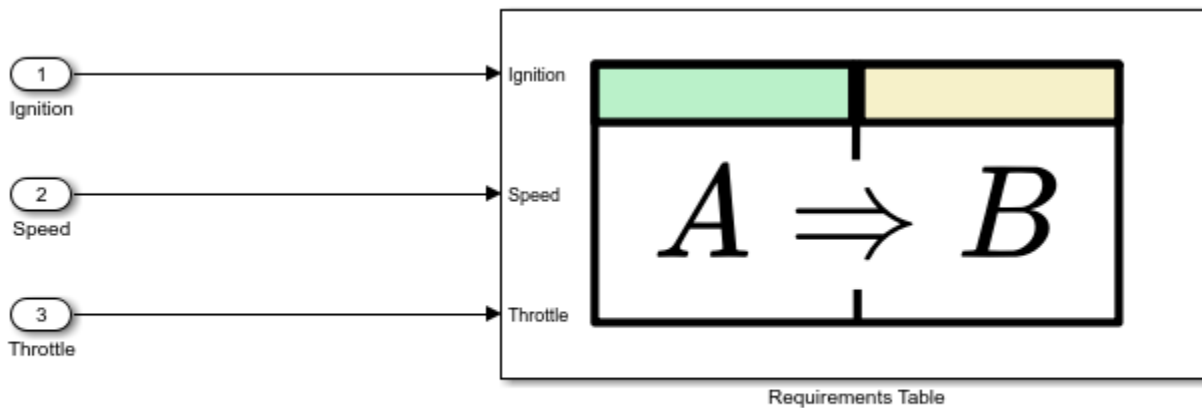 1
Ignition
Ignition
2
Speed
Speed
3
Throttle
Throttle
A ⇒ B
Requirements Table